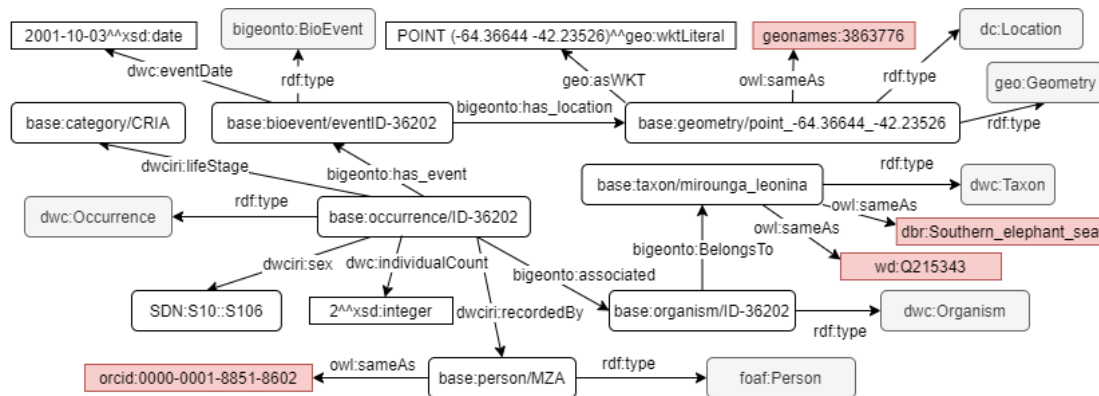 2001-10-03^^xsd:date
bigeonto:BioEvent
POINT (-64.36644 -42.23526)^^geo:wktLiteral
geonames:3863776
dc:Location
dwc:eventDate
rdf:type
geo:asWKT
owl:sameAs
rdf:type
geo:Geometry
bigeonto:has_location
base:category/CRIA
base:bioevent/eventID-36202
base:geometry/point_-64.36644_-42.23526
rdf:type
dwciri:lifeStage
bigeonto:has_event
rdf:type
base:taxon/mirounga_leonina
dwc:Taxon
rdf:type
owl:sameAs
dwc:Occurrence
base:occurrence/ID-36202
owl:sameAs
dbr:Southern_elephant_sea
bigeonto:BelongsTo
dwciri:sex
dwc:individualCount
bigeonto:associated
wd:Q215343
SDN:S10::S106
2^^xsd:integer
dwciri:recordedBy
base:organism/ID-36202
dwc:Organism
rdf:type
owl:sameAs
rdf:type
orcid:0000-0001-8851-8602
base:person/MZA
foaf:Person